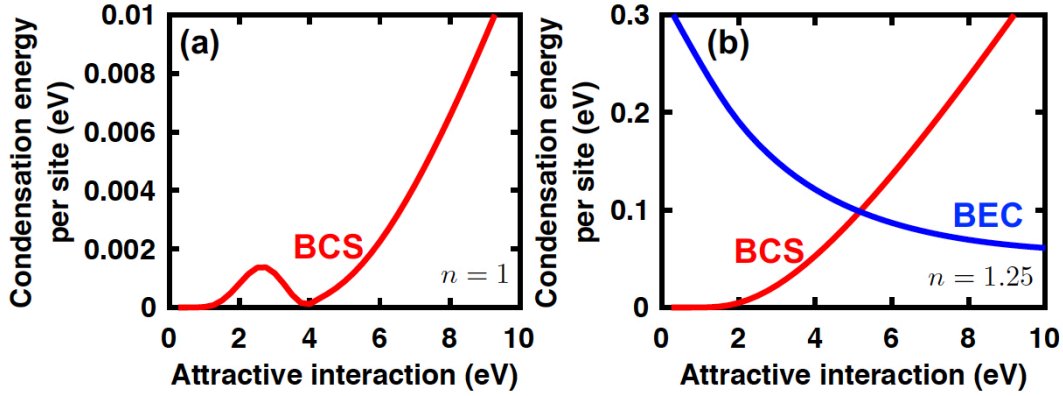 Condensation energy
per site (eV)
0.01
0.008
0.006
0.004
0.002
0
(a)
BCS
n = 1
0 2 4 6 8 10
Attractive interaction (eV)
Condensation energy
per site (eV)
0.3
0.2
0.1
0
(b)
BEC
BCS
n = 1.25
0 2 4 6 8 10
Attractive interaction (eV)